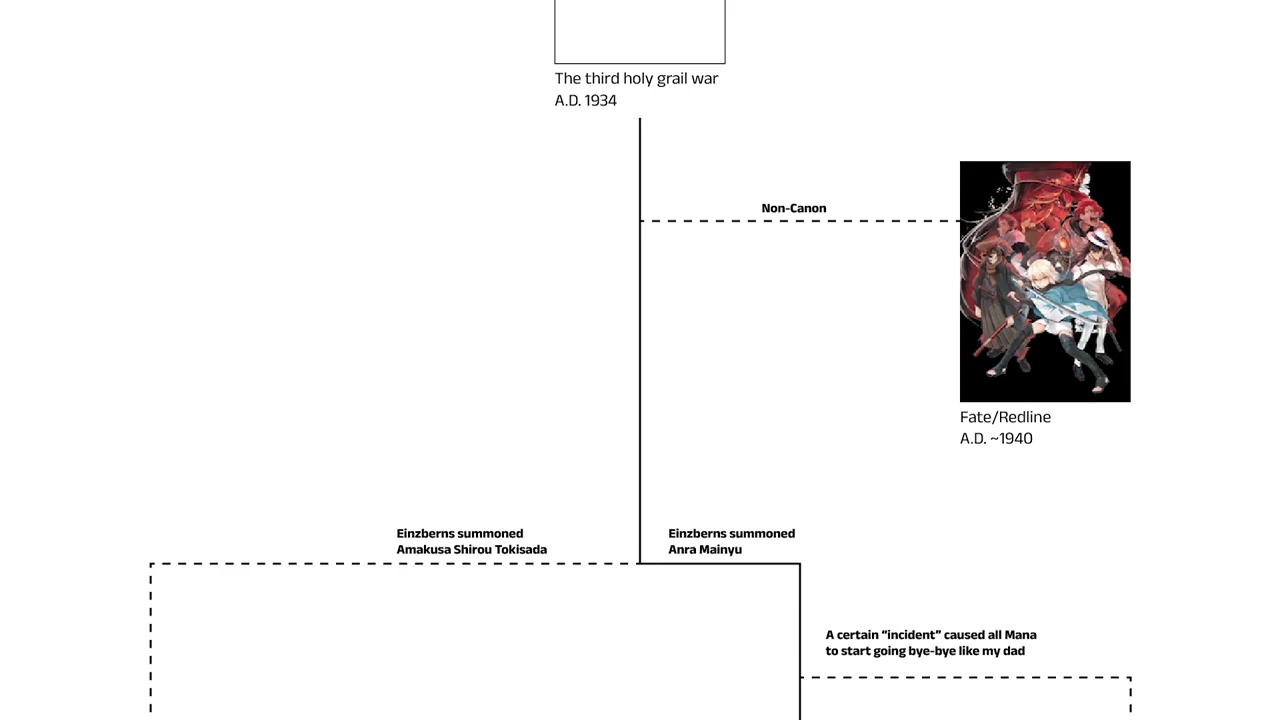 The third holy grail war
A.D. 1934
Non-Canon
Fate/Redline
A.D. ~1940
Einzberns summoned
Amakusa Shirou Tokisada
Einzberns summoned
Anra Mainyu
A certain “incident” caused all Mana
to start going bye-bye like my dad